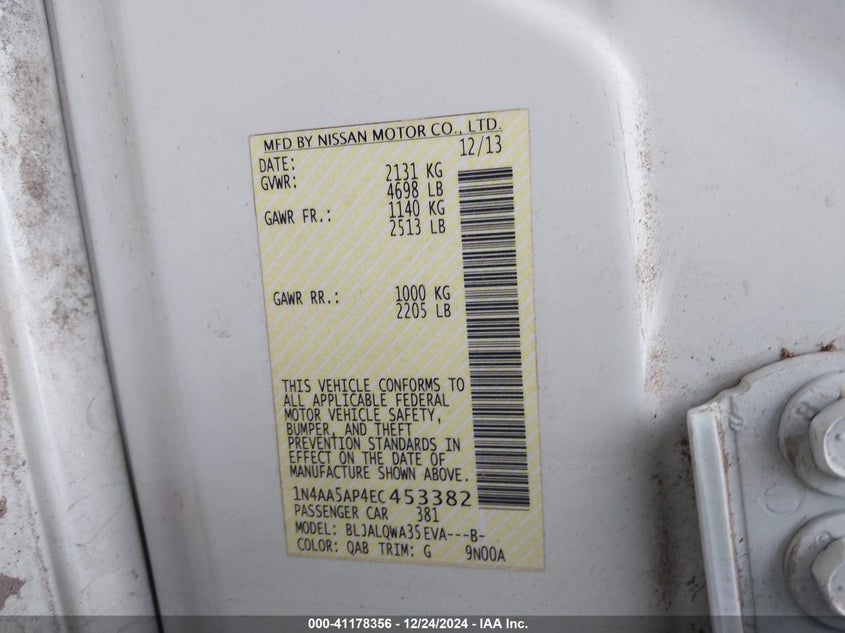 MFD BY NISSAN MOTOR CO., LTD.
DATE: 12/13
GVWR: 2131 KG
4698 LB
GAWR FR.: 1140 KG
2513 LB
GAWR RR.: 1000 KG
2205 LB
THIS VEHICLE CONFORMS TO
ALL APPLICABLE FEDERAL
MOTOR VEHICLE SAFETY,
BUMPER, AND THEFT
PREVENTION STANDARDS IN
EFFECT ON THE DATE OF
MANUFACTURE SHOWN ABOVE.
1N4AA5AP4EC453382
PASSENGER CAR 381
MODEL: BLJALQWA35EVA---B-
COLOR: QAB TRIM: G 9N00A
000-41178356 • 12/24/2024 - IAA Inc.